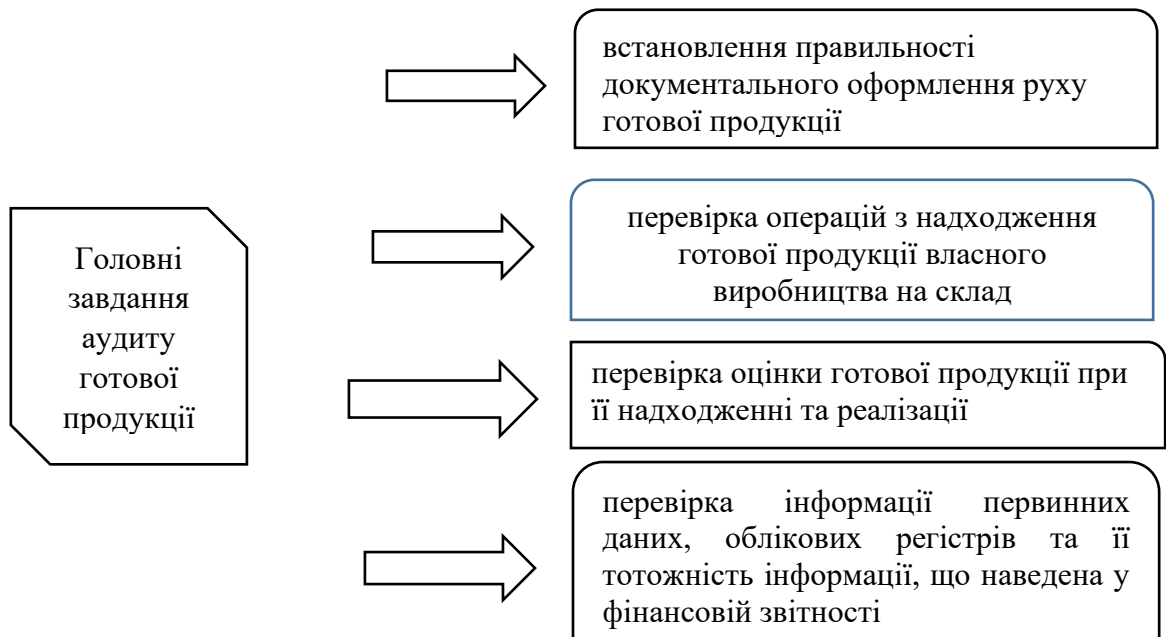 Головні
завдання
аудиту
готової
продукції
встановлення правильності
документального оформлення руху
готової продукції
перевірка операцій з надходження
готової продукції власного
виробництва на склад
перевірка оцінки готової продукції при
її надходженні та реалізації
перевірка інформації первинних
даних, облікових регістрів та її
тотожність інформації, що наведена у
фінансовій звітності